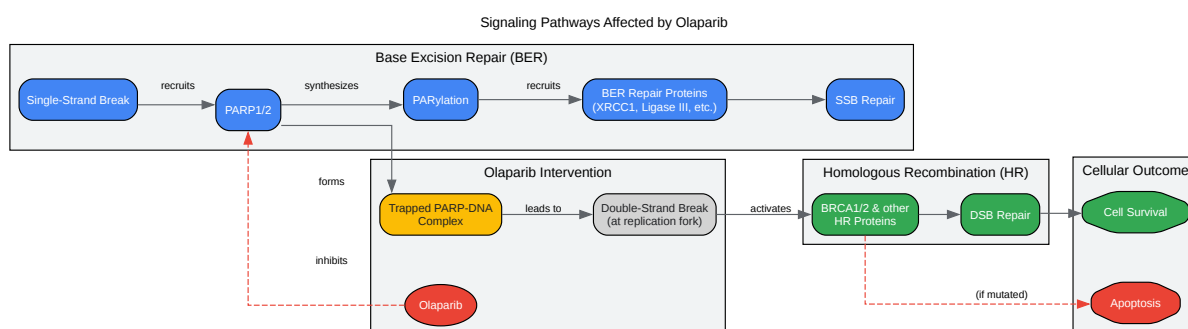 Signaling Pathways Affected by Olaparib
Base Excision Repair (BER)
Single-Strand Break
recruits
PARP1/2
synthesizes
PARylation
recruits
BER Repair Proteins
(XRCC1, Ligase III, etc.)
SSB Repair
forms
Olaparib Intervention
Trapped PARP-DNA
Complex
leads to
Double-Strand Break
(at replication fork)
activates
Homologous Recombination (HR)
BRCA1/2 & other
HR Proteins
DSB Repair
Cellular Outcome
Cell Survival
inhibits
Olaparib
(if mutated)
Apoptosis